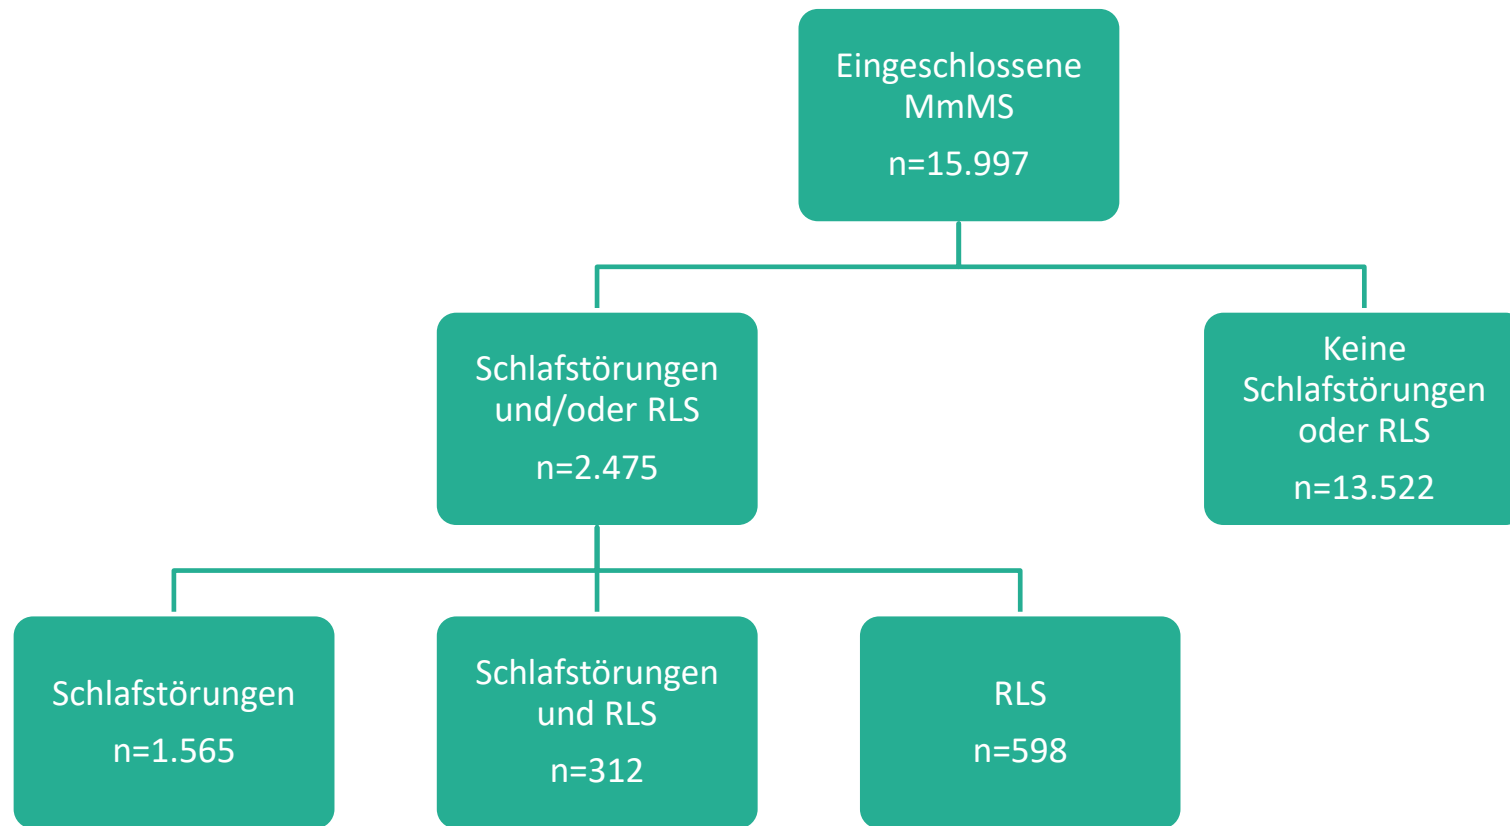 Eingeschlossene
MmMS
n=15.997
Schlafstörungen
und/oder RLS
n=2.475
Keine
Schlafstörungen
oder RLS
n=13.522
Schlafstörungen
n=1.565
Schlafstörungen
und RLS
n=312
RLS
n=598